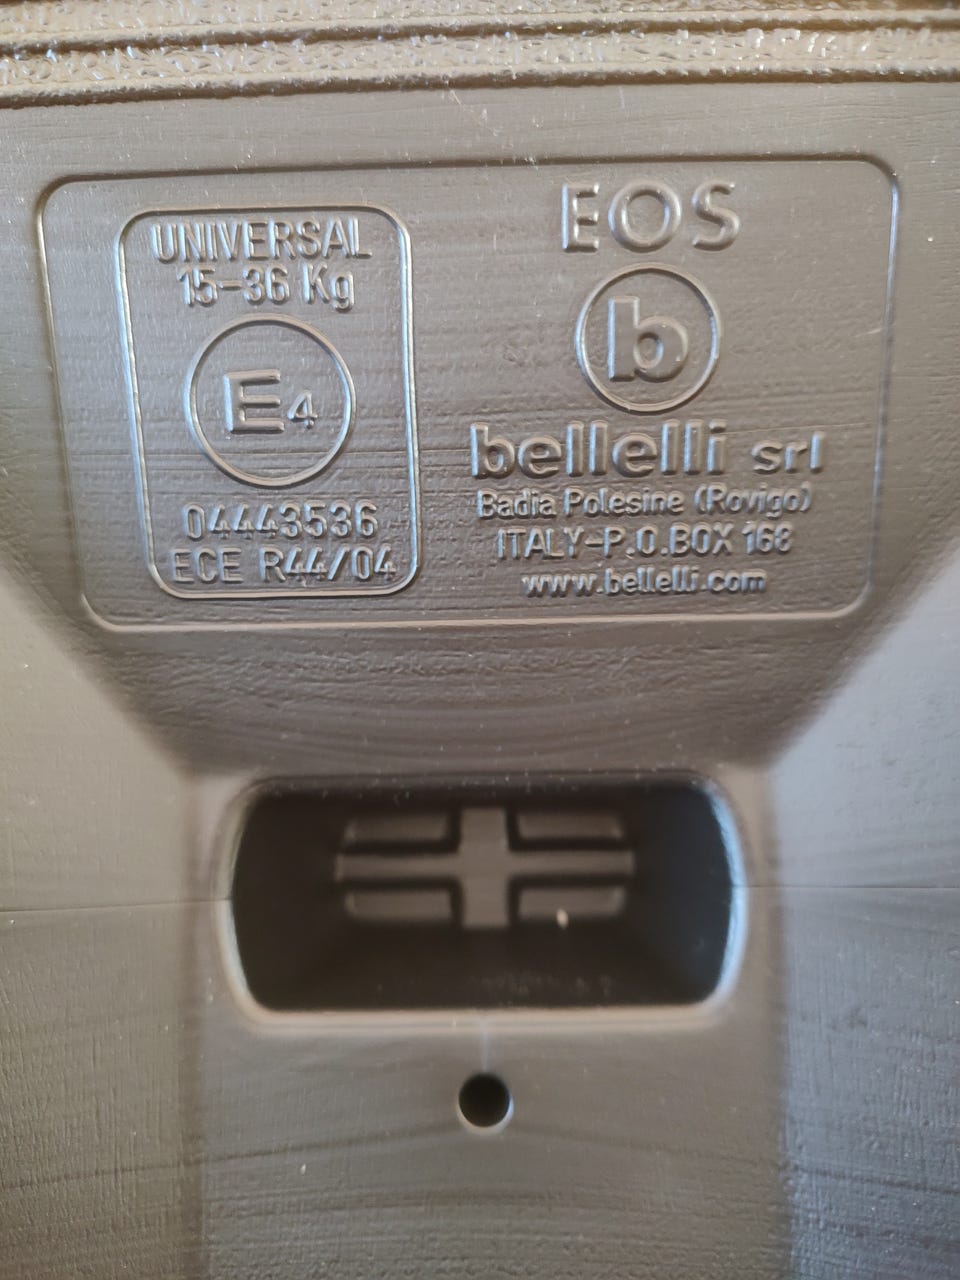 UNIVERSAL
15-36 Kg
E4
04443536
ECE R44/04
EOS
b
bellelli srl
Badia Polesine (Rovigo)
ITALY-P.O.BOX 168
www.bellelli.com